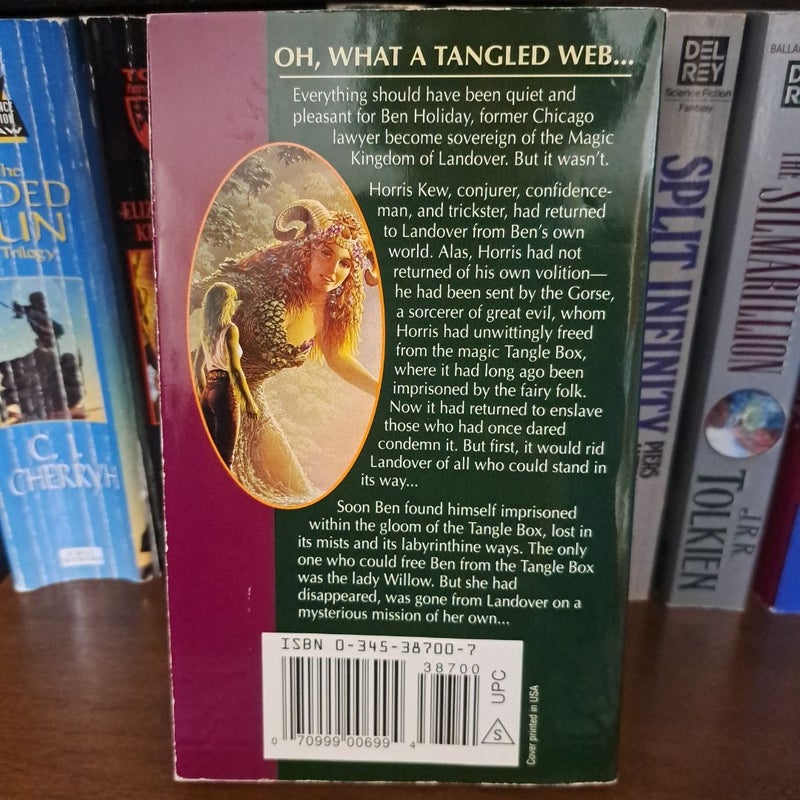 OH, WHAT A TANGLED WEB...
Everything should have been quiet and
pleasant for Ben Holiday, former Chicago
lawyer become sovereign of the Magic
Kingdom of Landover. But it wasn't.
Horris Kew, conjurer, confidence-
man, and trickster, had returned
to Landover from Ben's own
world. Alas, Horris had not
returned of his own volition—
he had been sent by the Gorse,
a sorcerer of great evil, whom
Horris had unwittingly freed
from the magic Tangle Box,
where it had long ago been
imprisoned by the fairy folk.
Now it had returned to enslave
those who had once dared
condemn it. But first, it would rid
Landover of all who could stand in
its way...
Soon Ben found himself imprisoned
within the gloom of the Tangle Box, lost in
its mists and its labyrinthine ways. The only
one who could free Ben from the Tangle Box
was the lady Willow. But she had
disappeared, was gone from Landover on a
mysterious mission of her own...
ISBN 0-345-38700-7
38700
0 70999 00699 4
UPC
S
Cover printed in USA
Trilogy
C. J.
CHERRYH
DEL
REY
Science Fiction
Fantasy
SPLIT INFINITY
PIERS
THE
SILMARILLION
J.R.R.
TOLKIEN